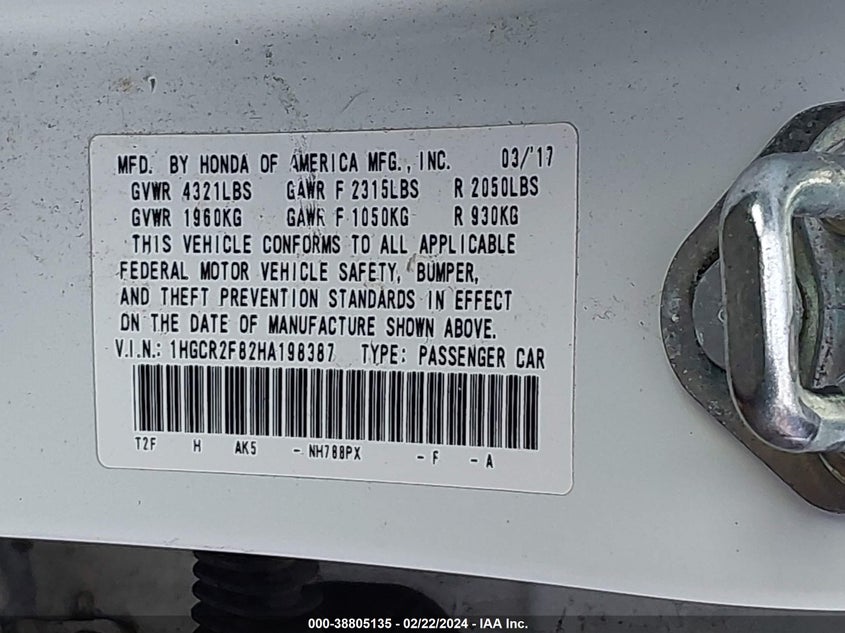 MFD. BY HONDA OF AMERICA MFG., INC. 03/'17
GVWR 4321LBS GAWR F 2315LBS R 2050LBS
GVWR 1960KG GAWR F 1050KG R 930KG
THIS VEHICLE CONFORMS TO ALL APPLICABLE
FEDERAL MOTOR VEHICLE SAFETY, BUMPER,
AND THEFT PREVENTION STANDARDS IN EFFECT
ON THE DATE OF MANUFACTURE SHOWN ABOVE.
V.I.N.: 1HGCR2F82HA198387 TYPE: PASSENGER CAR
T2F H AK5 - NH788PX - F - A
000-38805135 - 02/22/2024 - IAA Inc.